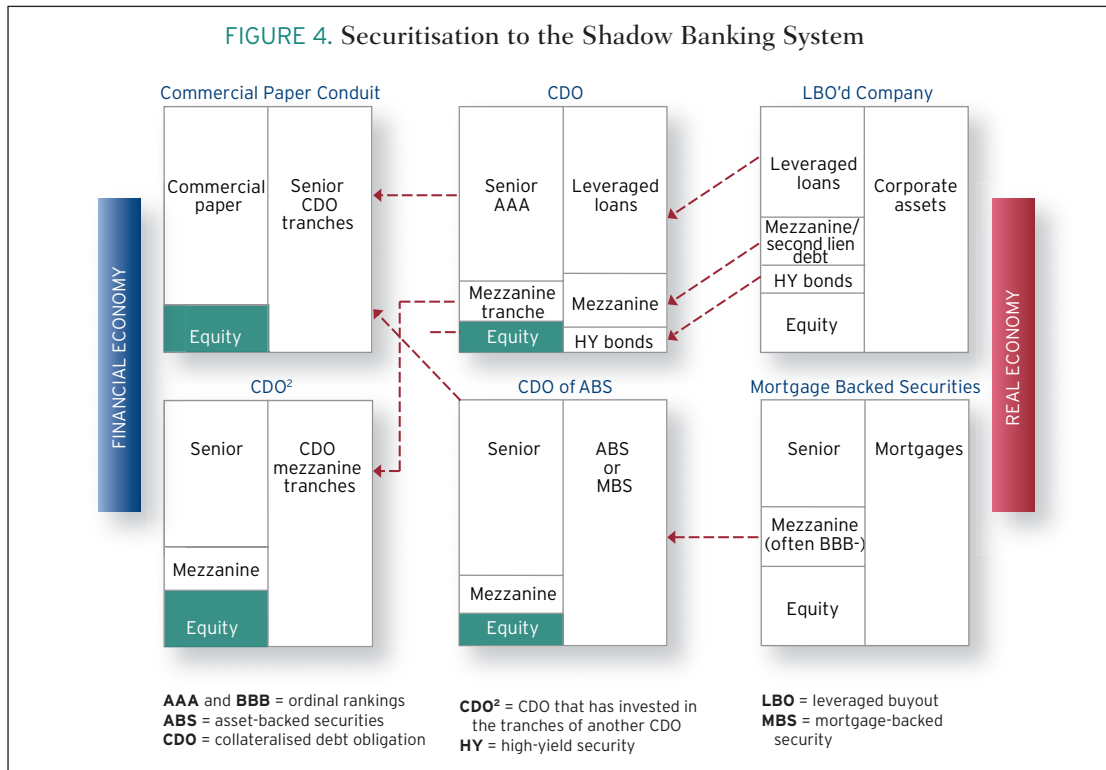 FIGURE 4. Securitisation to the Shadow Banking System
FINANCIAL ECONOMY
Commercial Paper Conduit
Commercial
paper
Equity
Senior
CDO
tranches
CDO
Senior
AAA
Mezzanine
tranche
Equity
Leveraged
loans
Mezzanine
HY bonds
LBO'd Company
Leveraged
loans
Mezzanine/
second lien
debt
HY bonds
Equity
Corporate
assets
REAL ECONOMY
CDO²
Senior
Mezzanine
Equity
CDO
mezzanine
tranches
CDO of ABS
Senior
Mezzanine
Equity
ABS
or
MBS
Mortgage Backed Securities
Senior
Mezzanine
(often BBB-)
Equity
Mortgages
AAA and BBB = ordinal rankings
ABS = asset-backed securities
CDO = collateralised debt obligation
CDO² = CDO that has invested in
the tranches of another CDO
HY = high-yield security
LBO = leveraged buyout
MBS = mortgage-backed
security